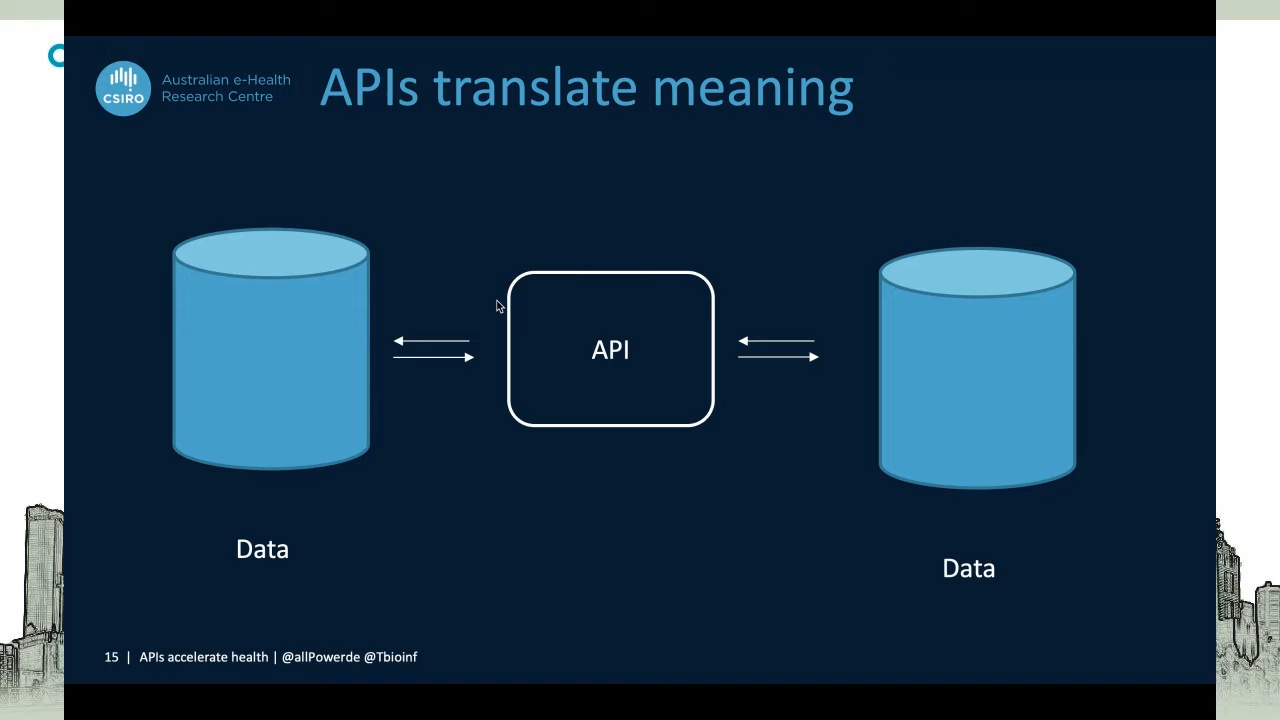 CSIRO
Australian e-Health
Research Centre
APIs translate meaning
API
Data
Data
15 | APIs accelerate health | @allPowerde @Tbioinf